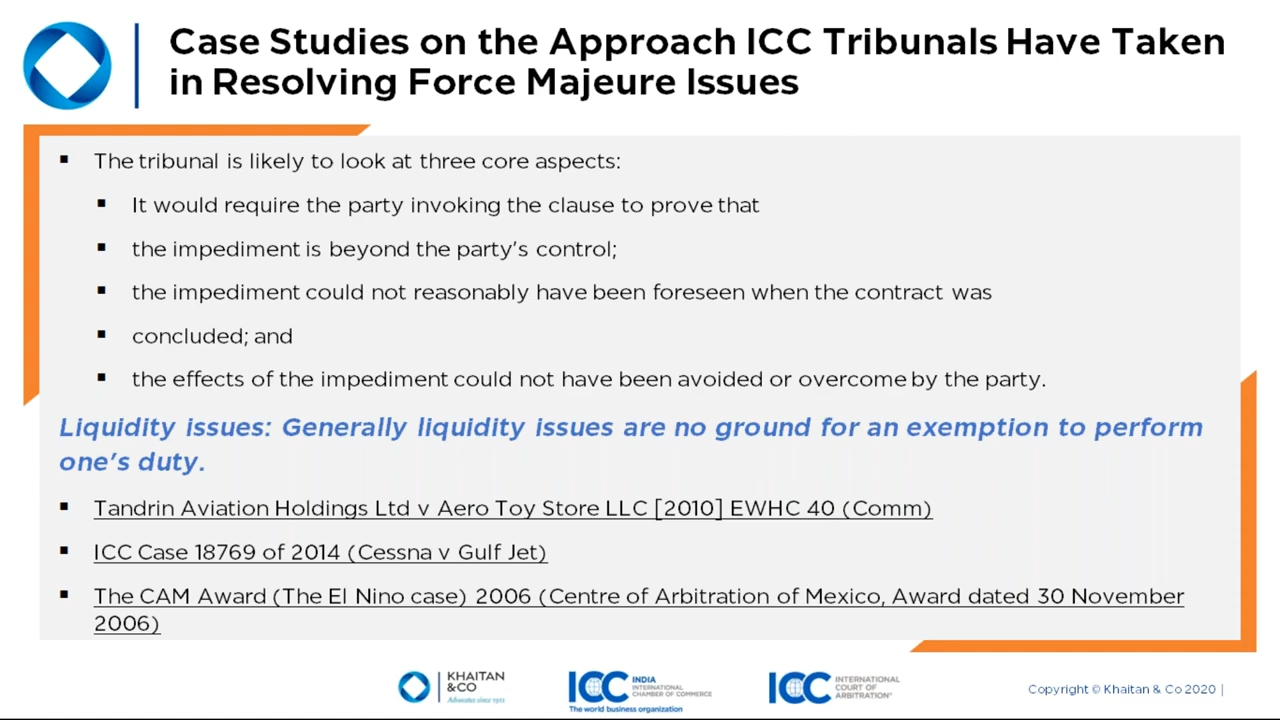 Case Studies on the Approach ICC Tribunals Have Taken
in Resolving Force Majeure Issues
▪ The tribunal is likely to look at three core aspects:
▪ It would require the party invoking the clause to prove that
▪ the impediment is beyond the party's control;
▪ the impediment could not reasonably have been foreseen when the contract was
▪ concluded; and
▪ the effects of the impediment could not have been avoided or overcome by the party.
Liquidity issues: Generally liquidity issues are no ground for an exemption to perform
one's duty.
▪ Tandrin Aviation Holdings Ltd v Aero Toy Store LLC [2010] EWHC 40 (Comm)
▪ ICC Case 18769 of 2014 (Cessna v Gulf Jet)
▪ The CAM Award (The El Nino case) 2006 (Centre of Arbitration of Mexico, Award dated 30 November
2006)
KHAITAN
&CO
Advocates since 1911
ICC INDIA
INTERNATIONAL
CHAMBER OF COMMERCE
The world business organization
ICC INTERNATIONAL
COURT OF
ARBITRATION®
Copyright © Khaitan & Co 2020 |